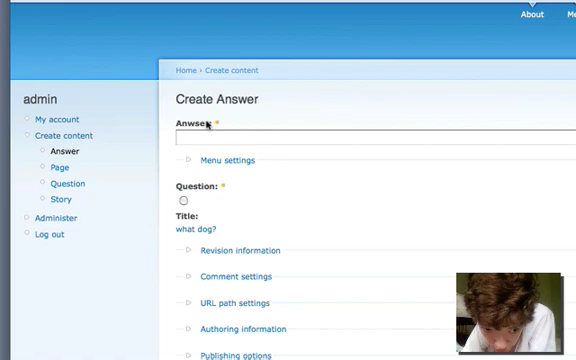 About
admin
Home › Create content
Create Answer
My account
Create content
Answer
Page
Question
Story
Administer
Log out
Anwser: *
Menu settings
Question: *
Title:
what dog?
Revision information
Comment settings
URL path settings
Authoring information
Publishing options